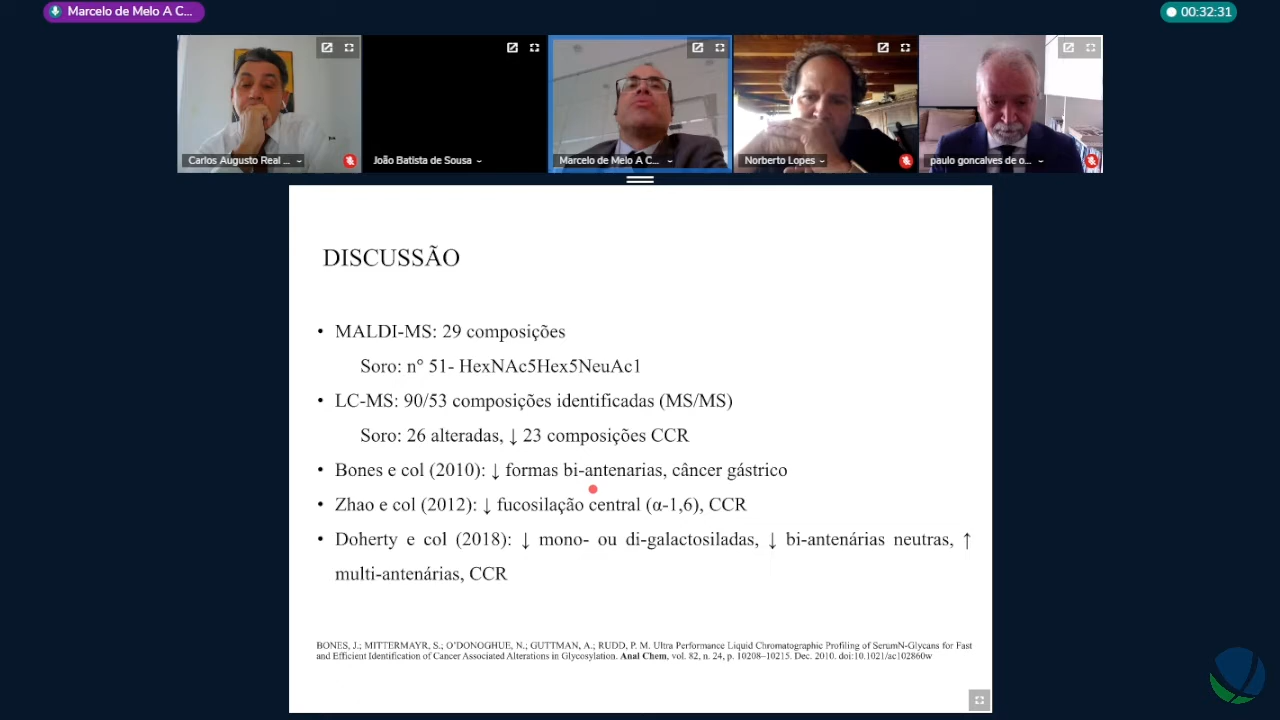 Marcelo de Melo A C...
00:32:31
Carlos Augusto Real ...
João Batista de Sousa
Marcelo de Melo A C...
Norberto Lopes
paulo goncalves de o...
DISCUSSÃO
• MALDI-MS: 29 composições
Soro: n° 51- HexNAc5Hex5NeuAc1
• LC-MS: 90/53 composições identificadas (MS/MS)
Soro: 26 alteradas, ↓ 23 composições CCR
• Bones e col (2010): ↓ formas bi-antenarias, câncer gástrico
• Zhao e col (2012): ↓ fucosilação central (α-1,6), CCR
• Doherty e col (2018): ↓ mono- ou di-galactosiladas, ↓ bi-antenárias neutras, ↑
multi-antenárias, CCR
BONES, J.; MITTERMAYR, S.; O'DONOGHUE, N.; GUTTMAN, A.; RUDD, P. M. Ultra Performance Liquid Chromatographic Profiling of SerumN-Glycans for Fast
and Efficient Identification of Cancer Associated Alterations in Glycosylation. Anal Chem, vol. 82, n. 24, p. 10208–10215. Dec. 2010. doi:10.1021/ac102860w